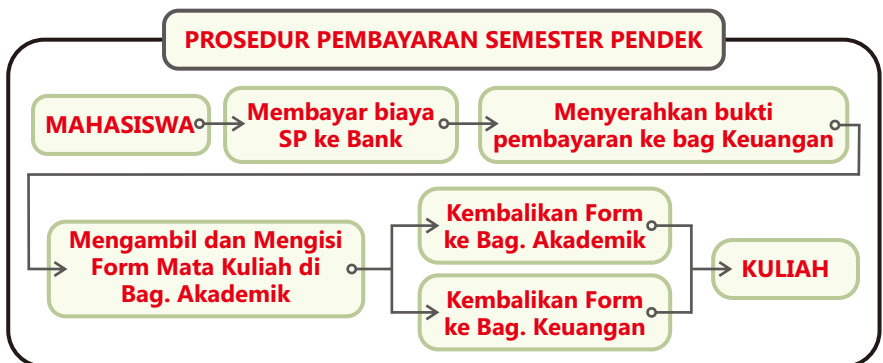 PROSEDUR PEMBAYARAN SEMESTER PENDEK
MAHASISWA
Membayar biaya
SP ke Bank
Menyerahkan bukti
pembayaran ke bag Keuangan
Mengambil dan Mengisi
Form Mata Kuliah di
Bag. Akademik
Kembalikan Form
ke Bag. Akademik
Kembalikan Form
ke Bag. Keuangan
KULIAH